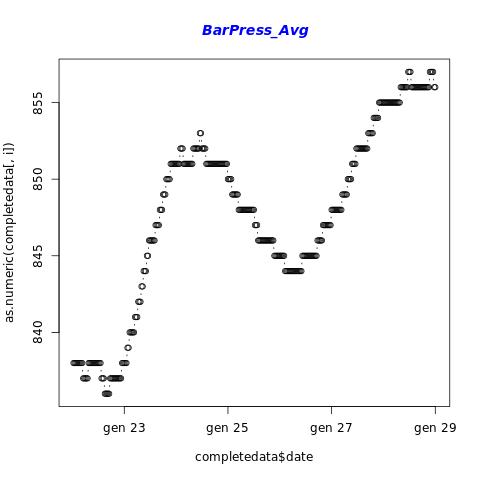 BarPress_Avg
as.numeric(completedata[, i])
855
850
845
840
gen 23
gen 25
gen 27
gen 29
completedata$date